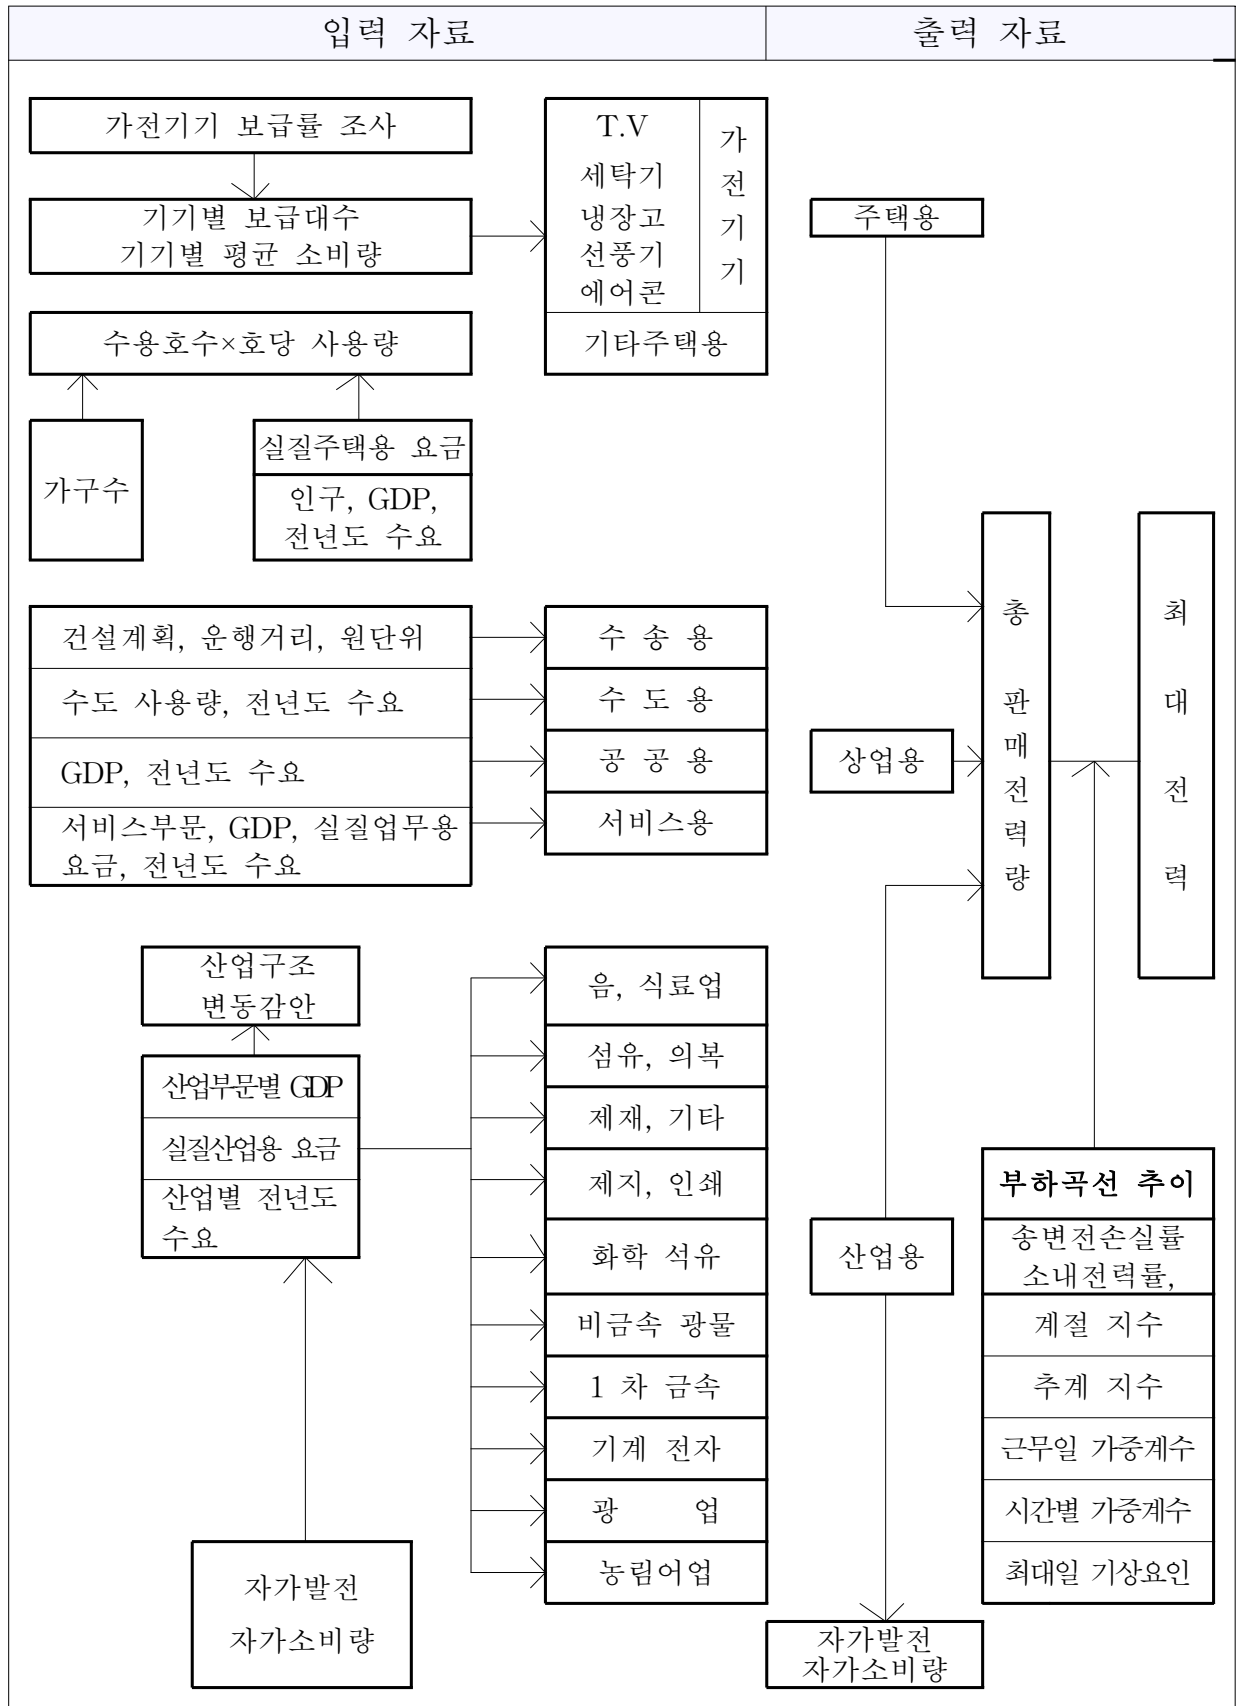 입력 자료
출력 자료
가전기기 보급률 조사
기기별 보급대수
기기별 평균 소비량
T.V
세탁기
냉장고
선풍기
에어콘
가
전
기
기
기타주택용
수용호수×호당 사용량
가구수
실질주택용 요금
인구, GDP,
전년도 수요
건설계획, 운행거리, 원단위
수도 사용량, 전년도 수요
GDP, 전년도 수요
서비스부문, GDP, 실질업무용
요금, 전년도 수요
수 송 용
수 도 용
공 공 용
서비스용
산업구조
변동감안
산업부문별 GDP
실질산업용 요금
산업별 전년도
수요
자가발전
자가소비량
음, 식료업
섬유, 의복
제재, 기타
제지, 인쇄
화학 석유
비금속 광물
1 차 금속
기계 전자
광 업
농림어업
주택용
상업용
산업용
자가발전
자가소비량
총
판
매
전
력
량
최
대
전
력
부하곡선 추이
송변전손실률
소내전력률,
계절 지수
추계 지수
근무일 가중계수
시간별 가중계수
최대일 기상요인